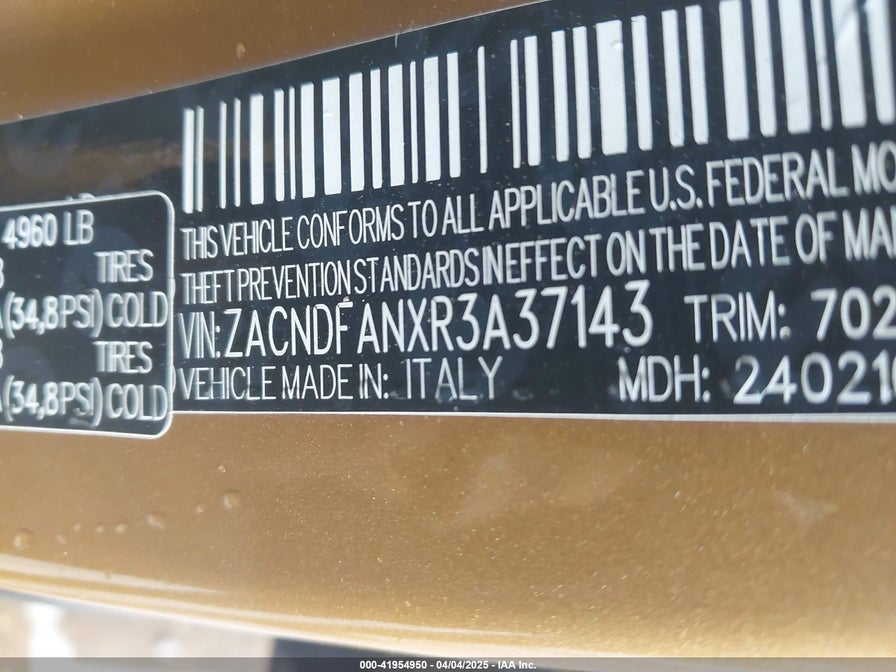 4960 LB
TIRES
(34,8PSI) COLD
TIRES
(34,8PSI) COLD
THIS VEHICLE CONFORMS TO ALL APPLICABLE U.S. FEDERAL MO
THEFT PREVENTION STANDARDS IN EFFECT ON THE DATE OF MA
VIN: ZACNDFANXR3A37143 TRIM: 702
VEHICLE MADE IN: ITALY MDH: 24021
000-41954950 - 04/04/2025 - IAA Inc.